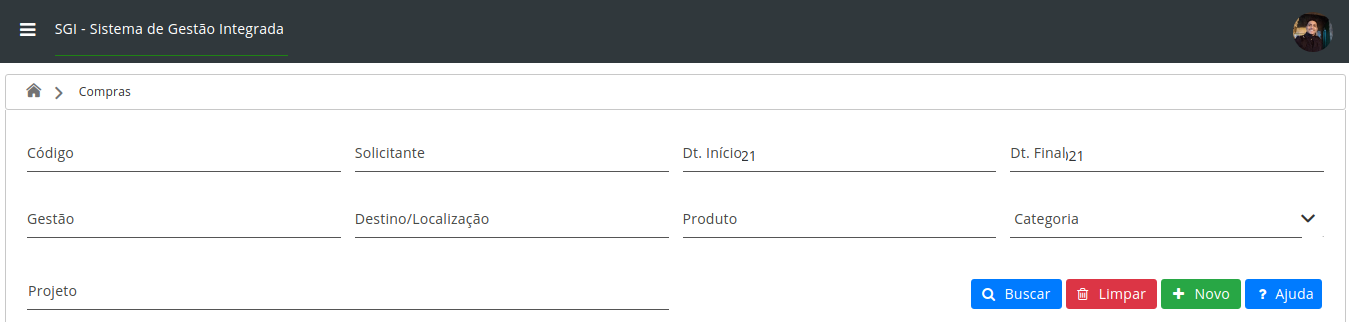 SGI - Sistema de Gestão Integrada
Compras
Código Solicitante Dt. Início21 Dt. Final21
Gestão Destino/Localização Produto Categoria
Projeto Buscar Limpar Novo ? Ajuda